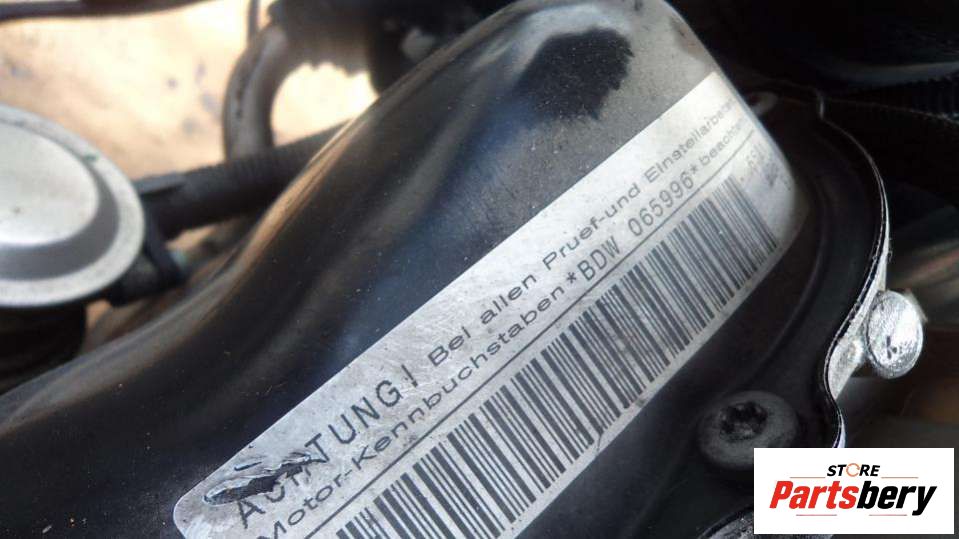 ACHTUNG! Bei allen Pruef-und Einstellarbeiten
Motor-Kennbuchstaben*BDW 065996*beachten
STORE
Partsbery